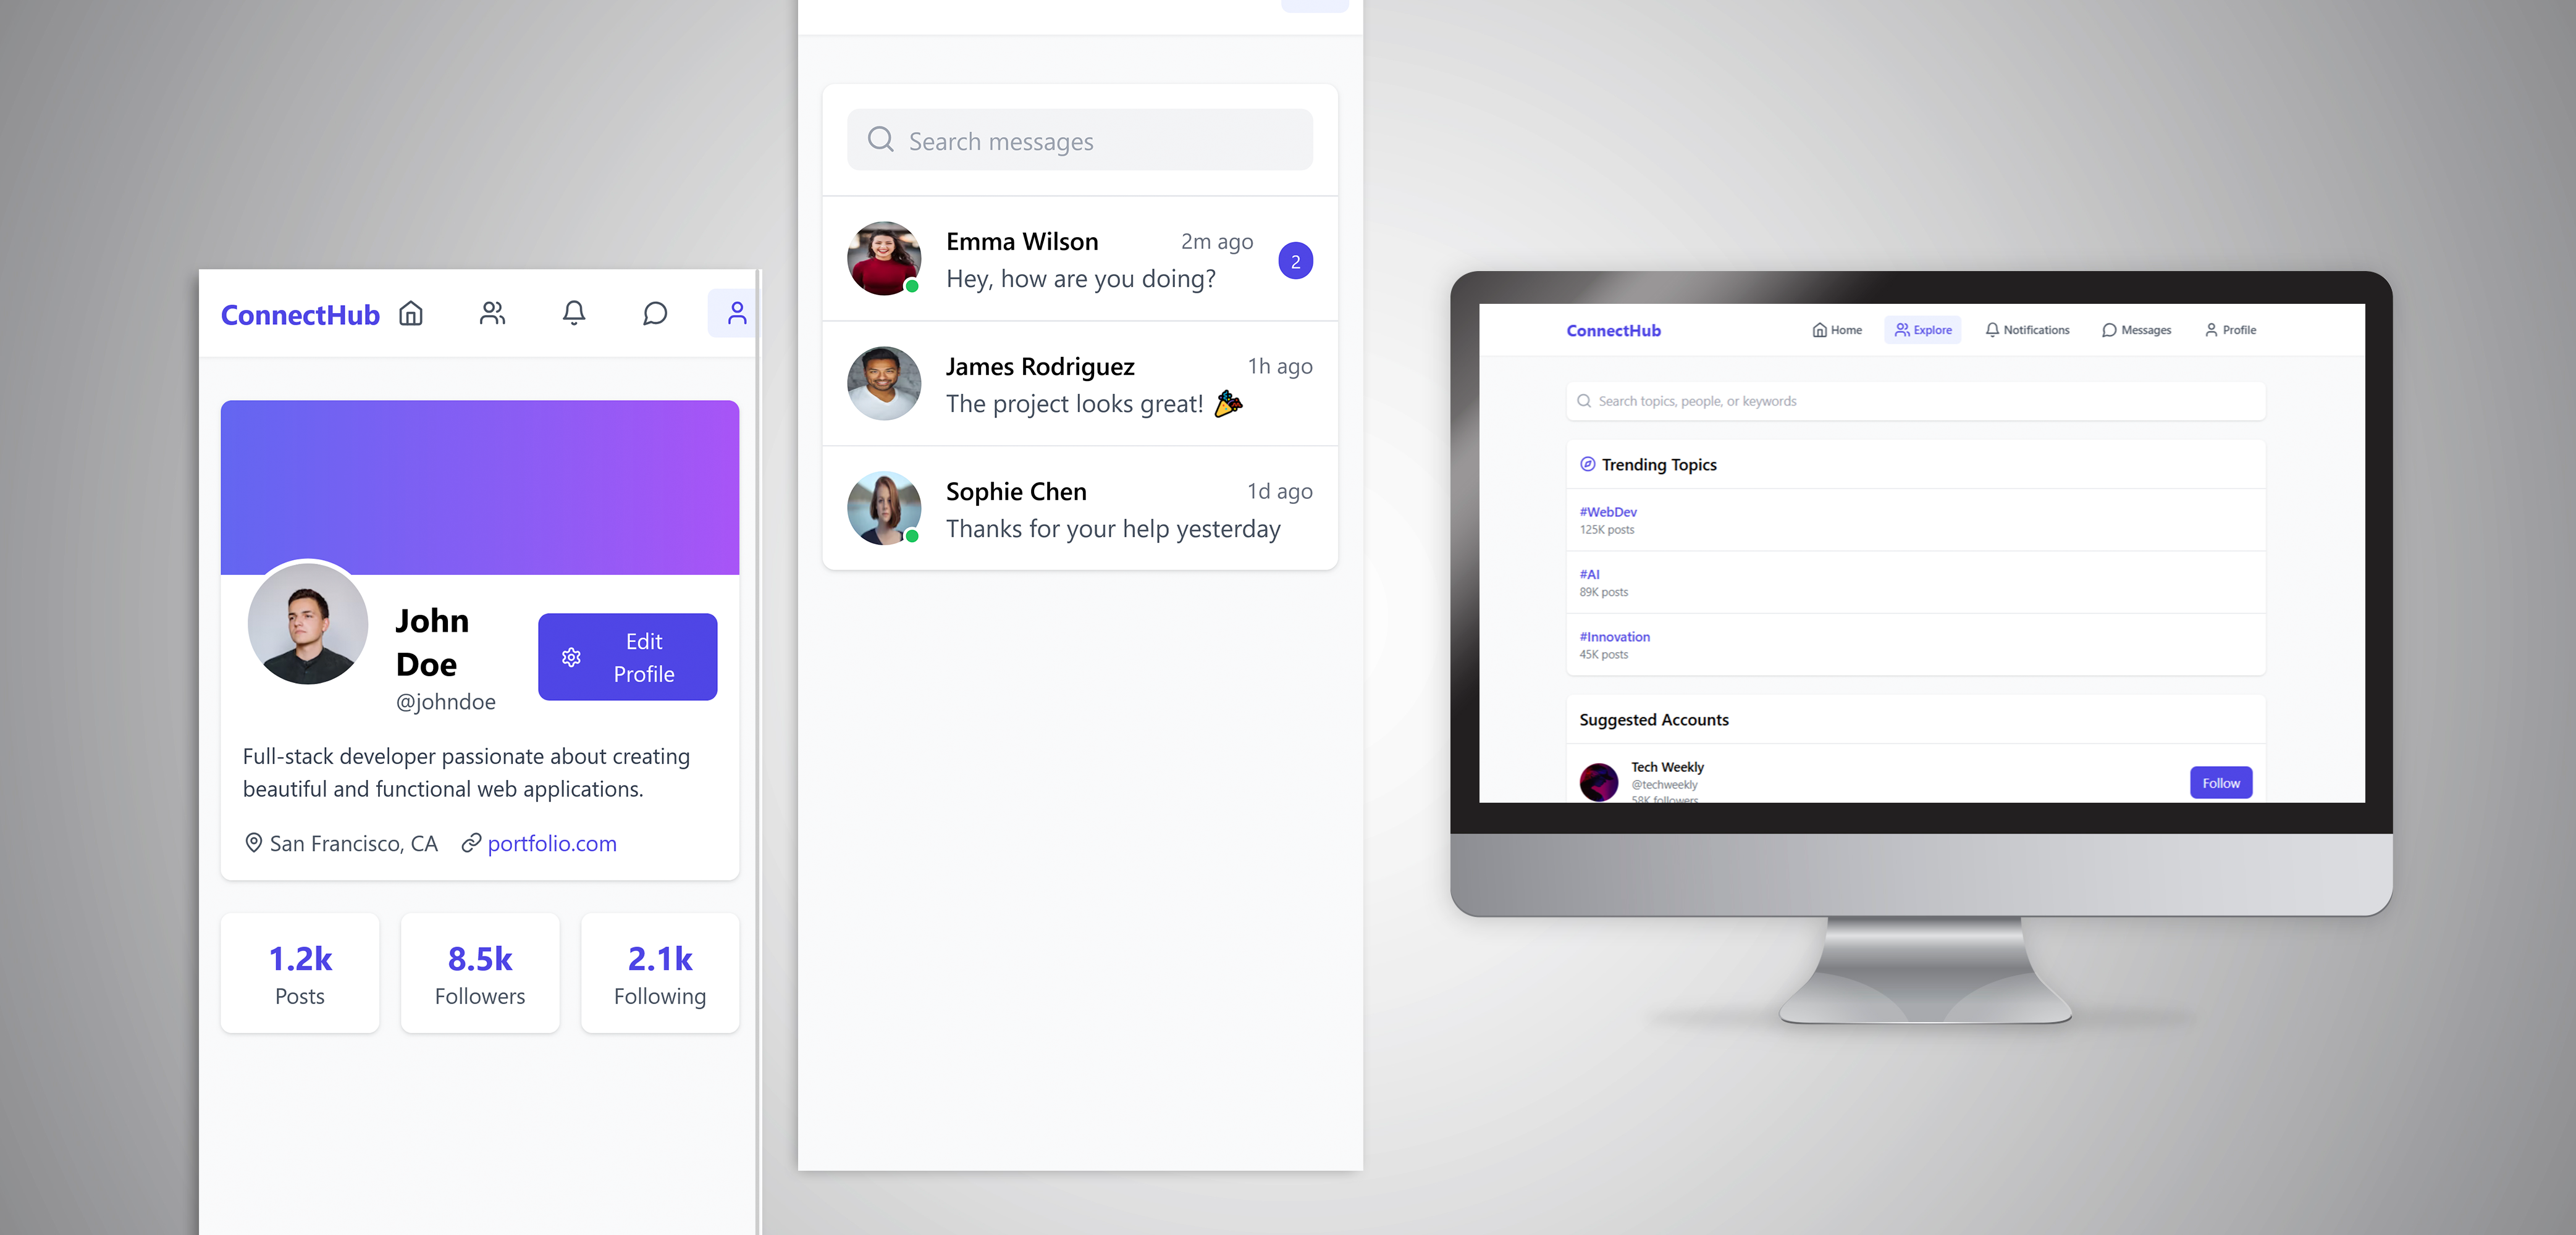 ConnectHub
John
Doe
@johndoe
Edit
Profile
Full-stack developer passionate about creating
beautiful and functional web applications.
San Francisco, CA portfolio.com
1.2k
Posts
8.5k
Followers
2.1k
Following
Search messages
Emma Wilson 2m ago
Hey, how are you doing?
2
James Rodriguez 1h ago
The project looks great! 🎉
Sophie Chen 1d ago
Thanks for your help yesterday
ConnectHub Home Explore Notifications Messages Profile
Search topics, people, or keywords
Trending Topics
#WebDev
125K posts
#AI
89K posts
#Innovation
45K posts
Suggested Accounts
Tech Weekly
@techweekly
58K followers
Follow